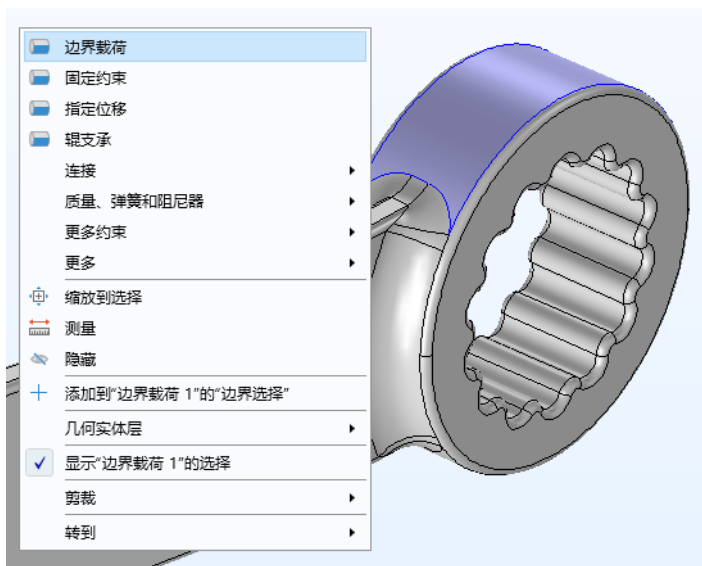 边界载荷
固定约束
指定位移
辊支承
连接
质量、弹簧和阻尼器
更多约束
更多
缩放到选择
测量
隐藏
添加到“边界载荷 1”的“边界选择”
几何实体层
显示“边界载荷 1”的选择
剪裁
转到